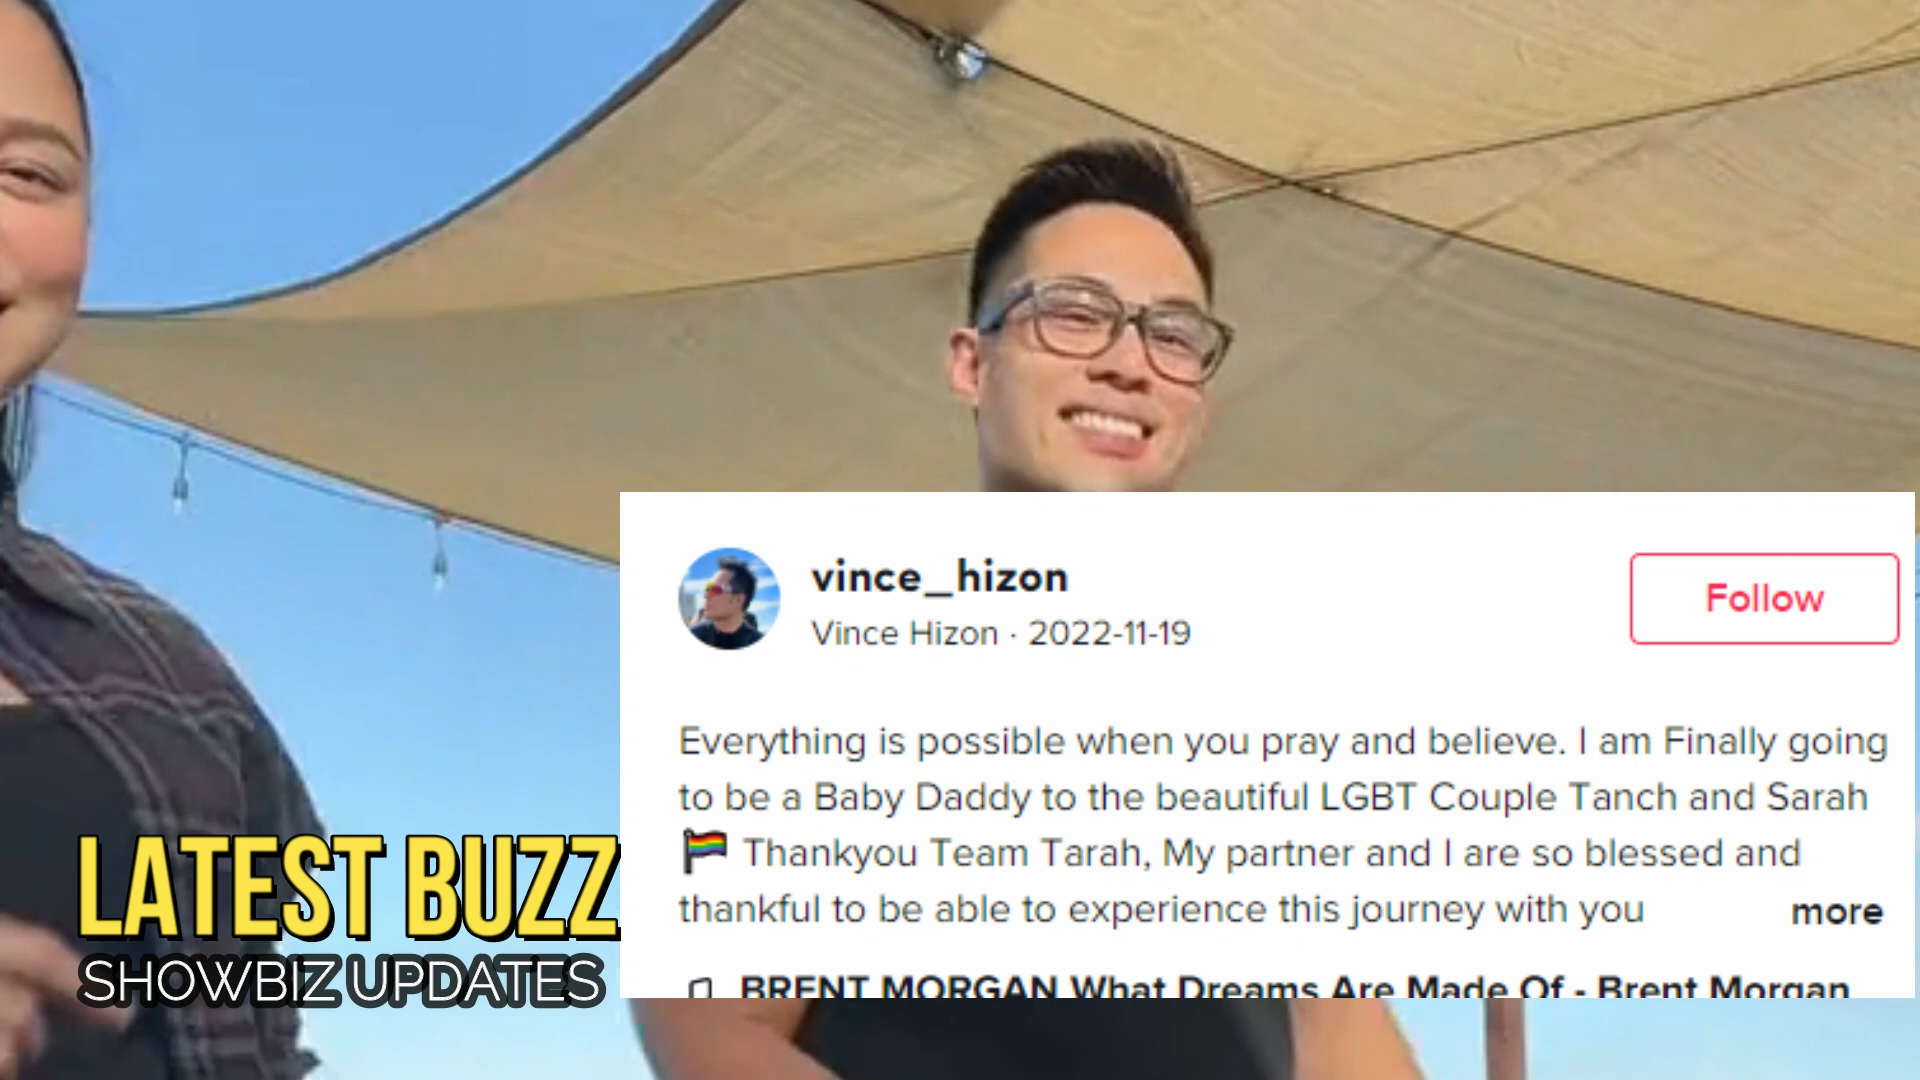 vince_hizon
Vince Hizon · 2022-11-19
Follow
Everything is possible when you pray and believe. I am Finally going
to be a Baby Daddy to the beautiful LGBT Couple Tanch and Sarah
🏳️‍🌈 Thankyou Team Tarah, My partner and I are so blessed and
thankful to be able to experience this journey with you more
BRENT MORGAN What Dreams Are Made Of - Brent Morgan
LATEST BUZZ
SHOWBIZ UPDATES